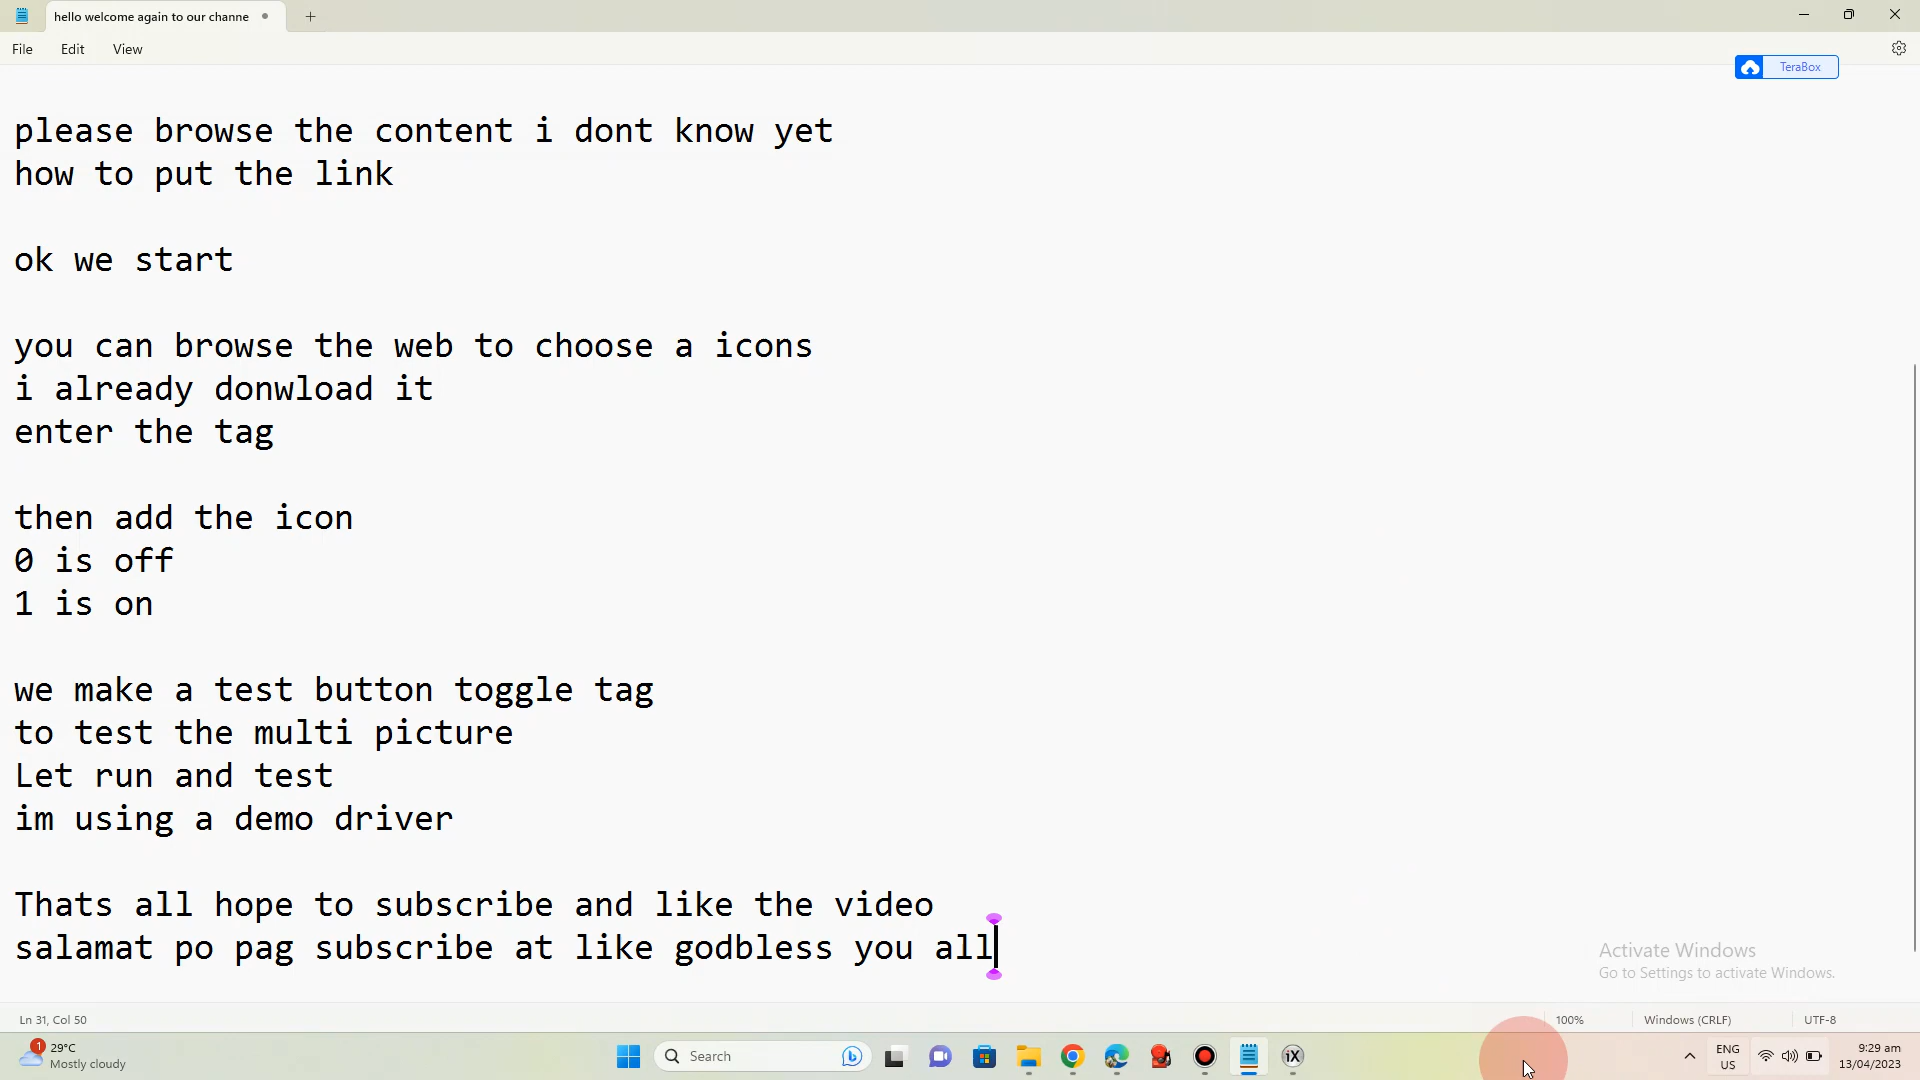 hello welcome again to our channe
File Edit View
TeraBox
please browse the content i dont know yet
how to put the link
ok we start
you can browse the web to choose a icons
i already donwload it
enter the tag
then add the icon
0 is off
1 is on
we make a test button toggle tag
to test the multi picture
Let run and test
im using a demo driver
Thats all hope to subscribe and like the video
salamat po pag subscribe at like godbless you all
Activate Windows
Go to Settings to activate Windows.
Ln 31, Col 50 100% Windows (CRLF) UTF-8
1 29°C
Mostly cloudy
Search
iX
ENG
US
9:29 am
13/04/2023